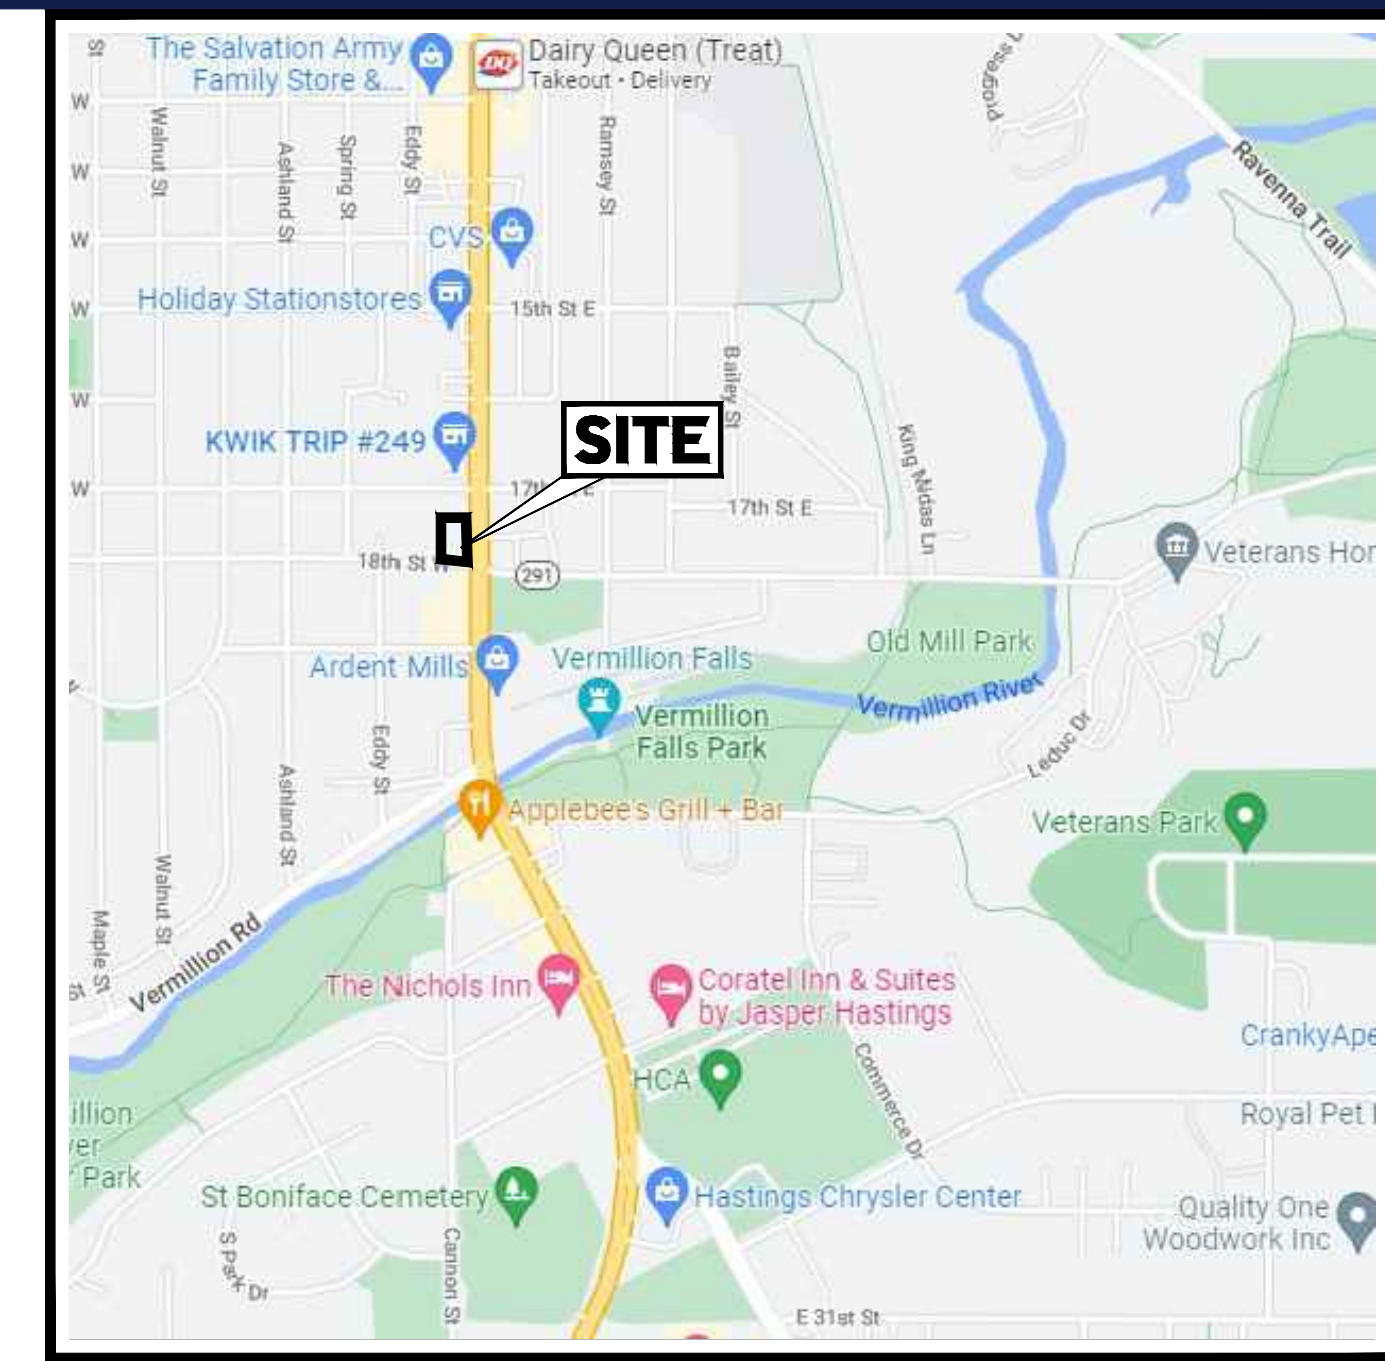 St
The Salvation Army
Family Store &...
DQ
Dairy Queen (Treat)
Takeout • Delivery
W
Walnut St
Ashland St
Spring St
Eddy St
Ramsey St
Ravenna Trail
W
W
CVS
W
Holiday Stationstores
15th St E
Bailey St
W
KWIK TRIP #249
SITE
King Midas Ln
W
17th St E
18th St W
291
Veterans Hor
Old Mill Park
Ardent Mills
Vermillion Falls
Vermillion River
Vermillion
Falls Park
Leduc Dr
Eddy St
Ashland St
Applebee's Grill + Bar
Veterans Park
Walnut St
Maple St
St
Vermillion Rd
The Nichols Inn
Coratel Inn & Suites
by Jasper Hastings
CrankyApe
HCA
Commerce Dr
illion
ver
Park
Royal Pet
St Boniface Cemetery
Hastings Chrysler Center
Quality One
Woodwork Inc
S Park Dr
Cannon St
E 31st St